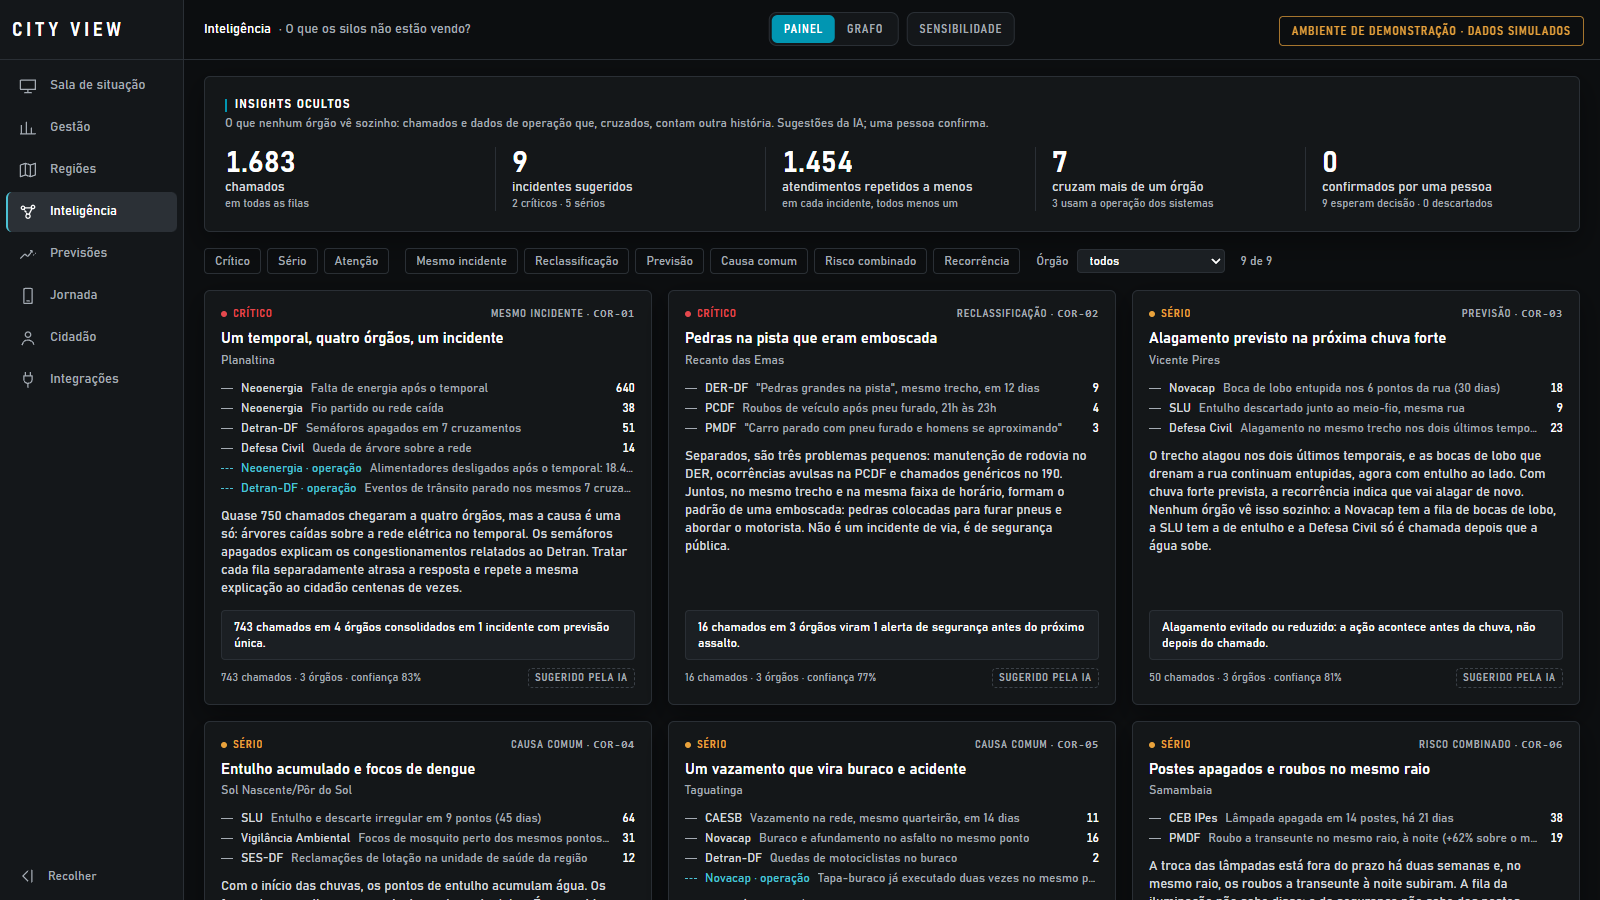 CITY VIEW
Inteligência · O que os silos não estão vendo?
PAINEL
GRAFO
SENSIBILIDADE
AMBIENTE DE DEMONSTRAÇÃO · DADOS SIMULADOS
Sala de situação
Gestão
Regiões
Inteligência
Previsões
Jornada
Cidadão
Integrações
Recolher
INSIGHTS OCULTOS
O que nenhum órgão vê sozinho: chamados e dados de operação que, cruzados, contam outra história. Sugestões da IA; uma pessoa confirma.
1.683
chamados
em todas as filas
9
incidentes sugeridos
2 críticos · 5 sérios
1.454
atendimentos repetidos a menos
em cada incidente, todos menos um
7
cruzam mais de um órgão
3 usam a operação dos sistemas
0
confirmados por uma pessoa
9 esperam decisão · 0 descartados
Crítico
Sério
Atenção
Mesmo incidente
Reclassificação
Previsão
Causa comum
Risco combinado
Recorrência
Órgão
todos
9 de 9
CRÍTICO
MESMO INCIDENTE · COR-01
Um temporal, quatro órgãos, um incidente
Planaltina
— Neoenergia Falta de energia após o temporal 640
— Neoenergia Fio partido ou rede caída 38
— Detran-DF Semáforos apagados em 7 cruzamentos 51
— Defesa Civil Queda de árvore sobre a rede 14
--- Neoenergia · operação Alimentadores desligados após o temporal: 18.4...
--- Detran-DF · operação Eventos de trânsito parado nos mesmos 7 cruza...
Quase 750 chamados chegaram a quatro órgãos, mas a causa é uma
só: árvores caídas sobre a rede elétrica no temporal. Os semáforos
apagados explicam os congestionamentos relatados ao Detran. Tratar
cada fila separadamente atrasa a resposta e repete a mesma
explicação ao cidadão centenas de vezes.
743 chamados em 4 órgãos consolidados em 1 incidente com previsão
única.
743 chamados · 3 órgãos · confiança 83%
SUGERIDO PELA IA
CRÍTICO
RECLASSIFICAÇÃO · COR-02
Pedras na pista que eram emboscada
Recanto das Emas
— DER-DF "Pedras grandes na pista", mesmo trecho, em 12 dias 9
— PCDF Roubos de veículo após pneu furado, 21h às 23h 4
— PMDF "Carro parado com pneu furado e homens se aproximando" 3
Separados, são três problemas pequenos: manutenção de rodovia no
DER, ocorrências avulsas na PCDF e chamados genéricos no 190.
Juntos, no mesmo trecho e na mesma faixa de horário, formam o
padrão de uma emboscada: pedras colocadas para furar pneus e
abordar o motorista. Não é um incidente de via, é de segurança
pública.
16 chamados em 3 órgãos viram 1 alerta de segurança antes do próximo
assalto.
16 chamados · 3 órgãos · confiança 77%
SUGERIDO PELA IA
SÉRIO
PREVISÃO · COR-03
Alagamento previsto na próxima chuva forte
Vicente Pires
— Novacap Boca de lobo entupida nos 6 pontos da rua (30 dias) 18
— SLU Entulho descartado junto ao meio-fio, mesma rua 9
— Defesa Civil Alagamento no mesmo trecho nos dois últimos tempo... 23
O trecho alagou nos dois últimos temporais, e as bocas de lobo que
drenam a rua continuam entupidas, agora com entulho ao lado. Com
chuva forte prevista, a recorrência indica que vai alagar de novo.
Nenhum órgão vê isso sozinho: a Novacap tem a fila de bocas de lobo,
a SLU tem a de entulho e a Defesa Civil só é chamada depois que a
água sobe.
Alagamento evitado ou reduzido: a ação acontece antes da chuva, não
depois do chamado.
50 chamados · 3 órgãos · confiança 81%
SUGERIDO PELA IA
SÉRIO
CAUSA COMUM · COR-04
Entulho acumulado e focos de dengue
Sol Nascente/Pôr do Sol
— SLU Entulho e descarte irregular em 9 pontos (45 dias) 64
— Vigilância Ambiental Focos de mosquito perto dos mesmos pontos... 31
— SES-DF Reclamações de lotação na unidade de saúde da região 12
Com o início das chuvas, os pontos de entulho acumulam água. Os
SÉRIO
CAUSA COMUM · COR-05
Um vazamento que vira buraco e acidente
Taguatinga
— CAESB Vazamento na rede, mesmo quarteirão, em 14 dias 11
— Novacap Buraco e afundamento no asfalto no mesmo ponto 16
— Detran-DF Quedas de motociclistas no buraco 2
--- Novacap · operação Tapa-buraco já executado duas vezes no mesmo p...
SÉRIO
RISCO COMBINADO · COR-06
Postes apagados e roubos no mesmo raio
Samambaia
— CEB IPes Lâmpada apagada em 14 postes, há 21 dias 38
— PMDF Roubo a transeunte no mesmo raio, à noite (+62% sobre o m... 19
A troca das lâmpadas está fora do prazo há duas semanas e, no
mesmo raio, os roubos a transeunte à noite subiram. A fila da